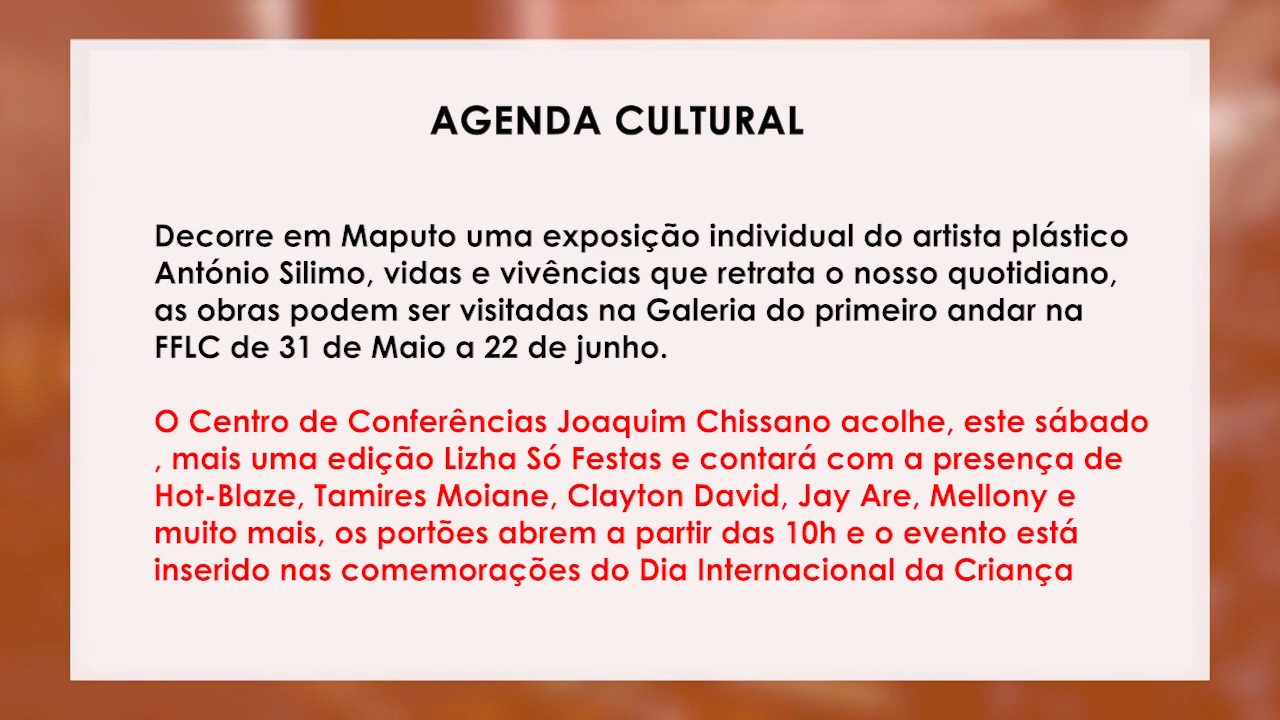 AGENDA CULTURAL
Decorre em Maputo uma exposição individual do artista plástico
António Silimo, vidas e vivências que retrata o nosso quotidiano,
as obras podem ser visitadas na Galeria do primeiro andar na
FFLC de 31 de Maio a 22 de junho.
O Centro de Conferências Joaquim Chissano acolhe, este sábado
, mais uma edição Lizha Só Festas e contará com a presença de
Hot-Blaze, Tamires Moiane, Clayton David, Jay Are, Mellony e
muito mais, os portões abrem a partir das 10h e o evento está
inserido nas comemorações do Dia Internacional da Criança